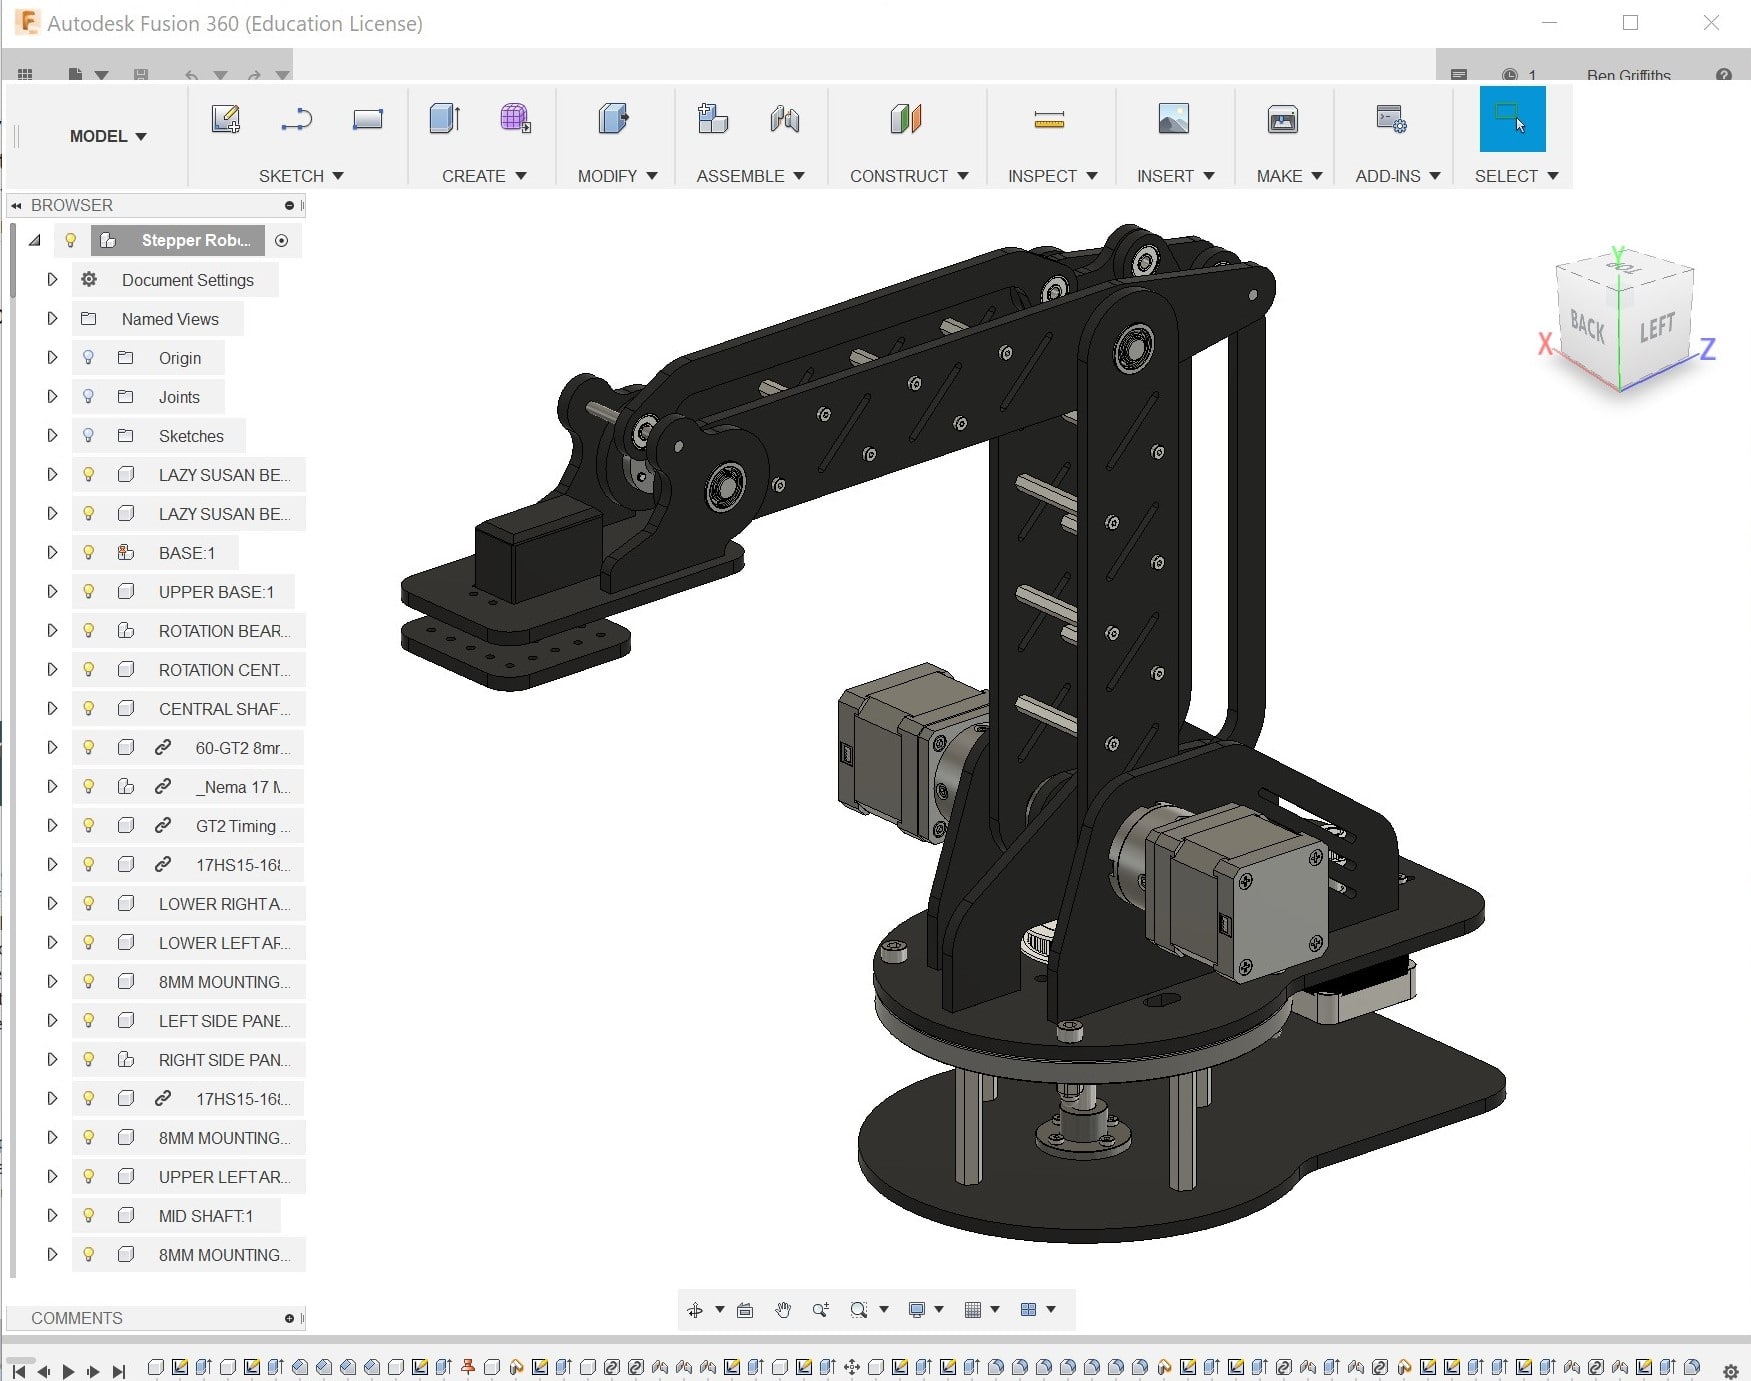 Autodesk Fusion 360 (Education License)
1
Ben Griffiths
MODEL
SKETCH
CREATE
MODIFY
ASSEMBLE
CONSTRUCT
INSPECT
INSERT
MAKE
ADD-INS
SELECT
BROWSER
Stepper Robo...
Document Settings
Named Views
Origin
Joints
Sketches
LAZY SUSAN BE...
LAZY SUSAN BE...
BASE:1
UPPER BASE:1
ROTATION BEAR...
ROTATION CENT...
CENTRAL SHAF...
60-GT2 8mr...
_Nema 17 M...
GT2 Timing ...
17HS15-168...
LOWER RIGHT A...
LOWER LEFT AR...
8MM MOUNTING...
LEFT SIDE PANE...
RIGHT SIDE PAN...
17HS15-168...
8MM MOUNTING...
UPPER LEFT AR...
MID SHAFT:1
8MM MOUNTING...
Y
TOP
BACK
LEFT
X
Z
COMMENTS